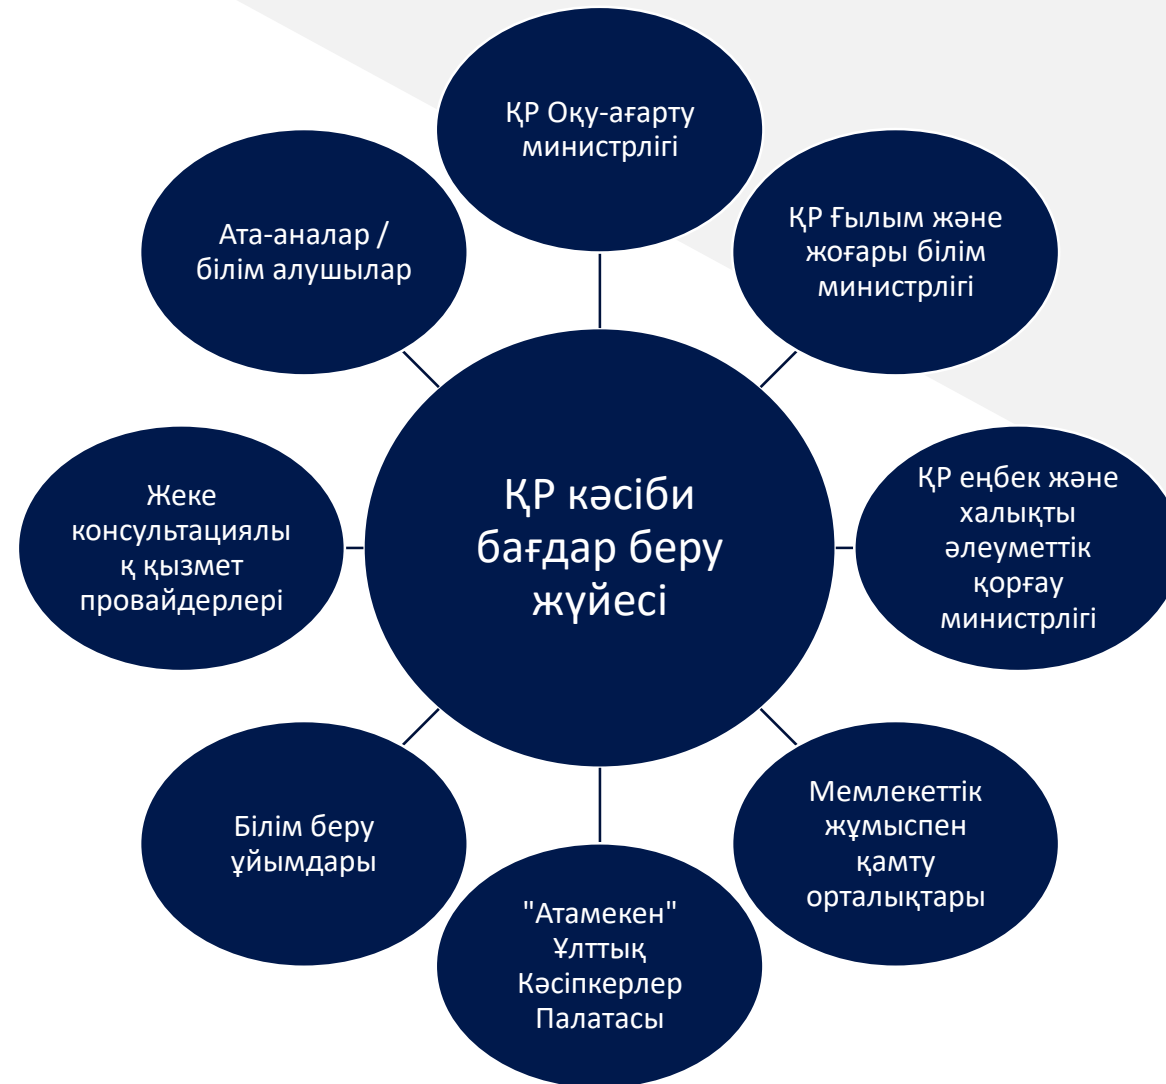 ҚР Оқу-ағарту
министрлігі
ҚР Ғылым және
жоғары білім
министрлігі
ҚР еңбек және
халықты
әлеуметтік
қорғау
министрлігі
Мемлекеттік
жұмыспен
қамту
орталықтары
"Атамекен"
Ұлттық
Кәсіпкерлер
Палатасы
Білім беру
ұйымдары
Жеке
консультациялы
қ қызмет
провайдерлері
Ата-аналар /
білім алушылар
ҚР кәсіби
бағдар беру
жүйесі